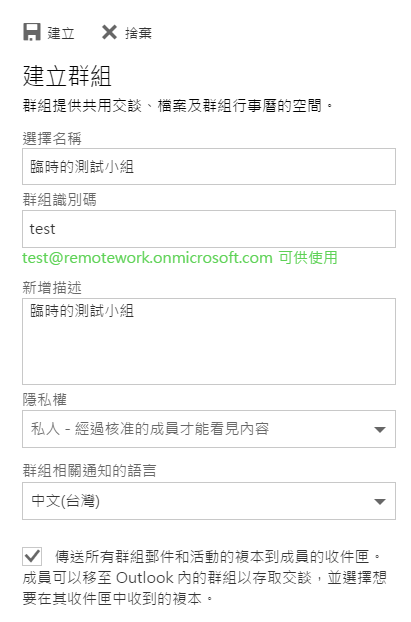 建立 捨棄
建立群組
群組提供共用交談、檔案及群組行事曆的空間。
選擇名稱
臨時的測試小組
群組識別碼
test
test@remotework.onmicrosoft.com 可供使用
新增描述
臨時的測試小組
隱私權
私人 - 經過核准的成員才能看見內容
群組相關通知的語言
中文(台灣)
傳送所有群組郵件和活動的複本到成員的收件匣。
成員可以移至 Outlook 內的群組以存取交談，並選擇想
要在其收件匣中收到的複本。